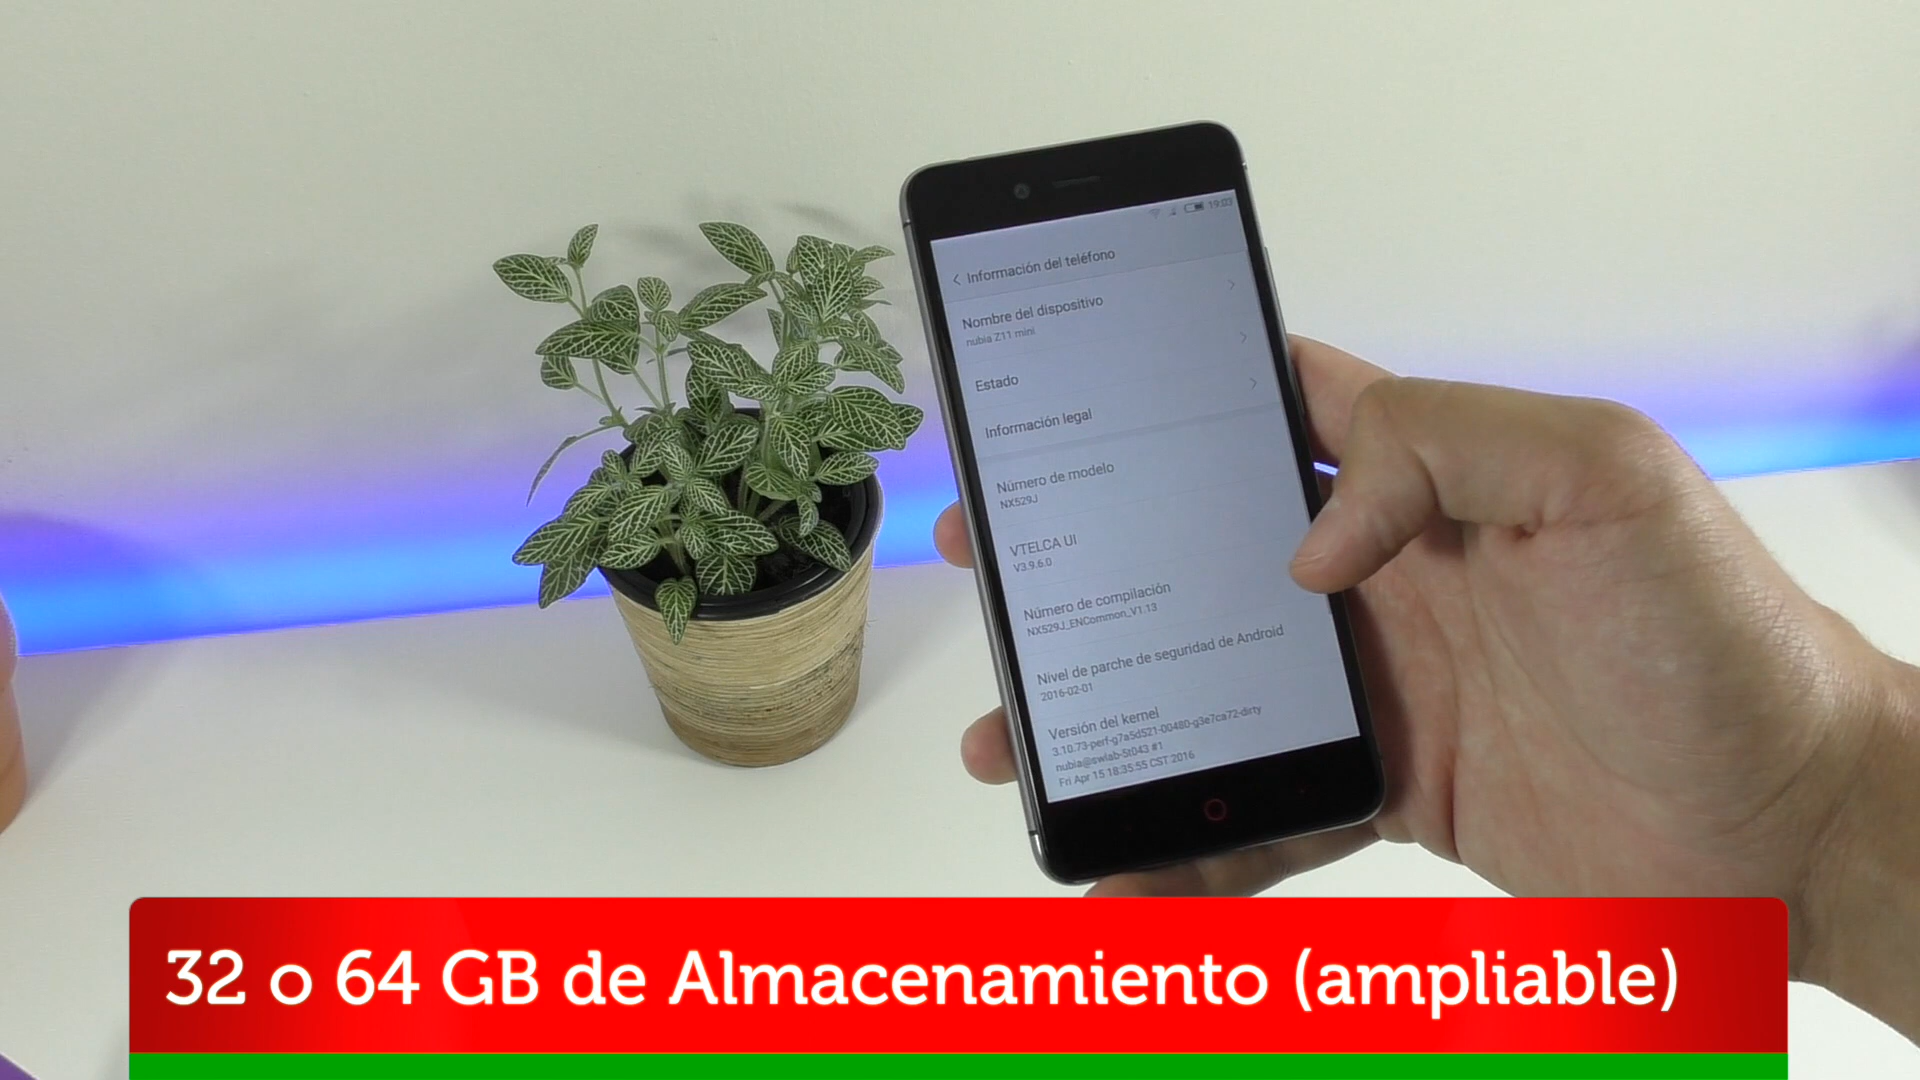 19:03
Información del teléfono
Nombre del dispositivo
nubia Z11 mini
Estado
Información legal
Número de modelo
NX529J
VTELCA UI
V3.9.6.0
Número de compilación
NX529J_ENCommon_V1.13
Nivel de parche de seguridad de Android
2016-02-01
Versión del kernel
3.10.73-perf-g7a5d521-00480-g3e7ca72-dirty
nubia@swlab-5t043 #1
Fri Apr 15 18:35:55 CST 2016
32 o 64 GB de Almacenamiento (ampliable)